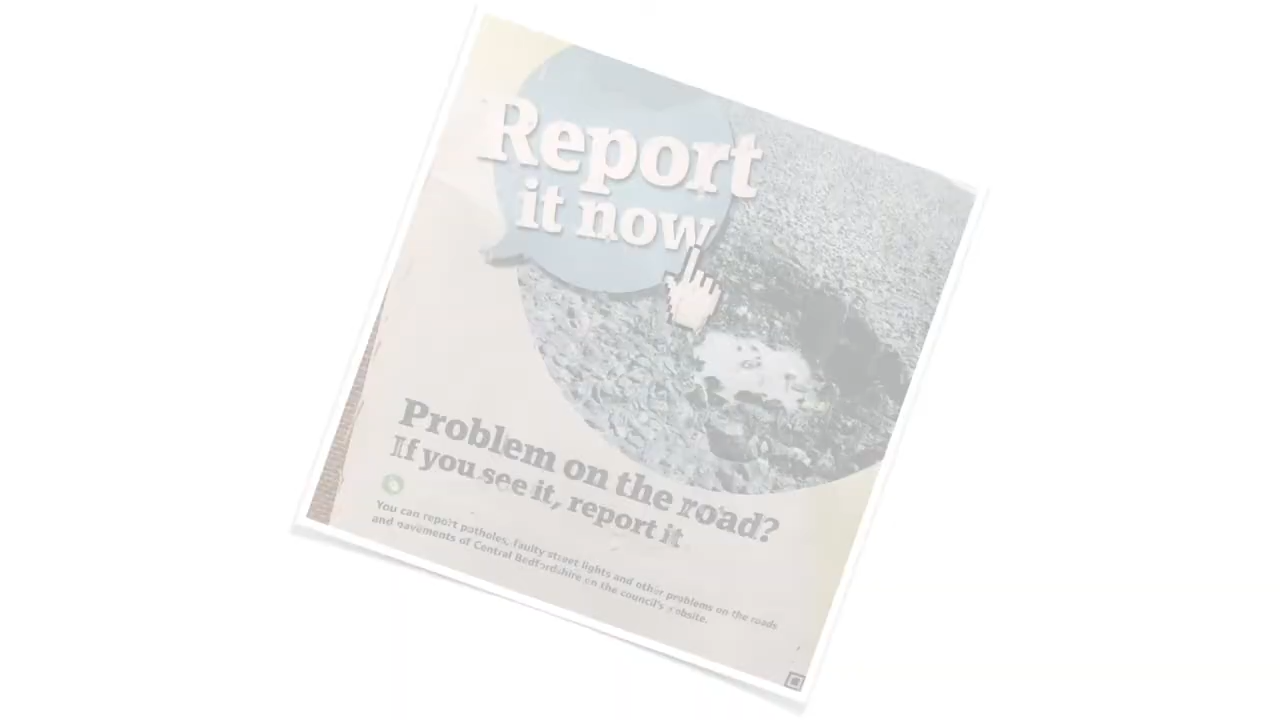 Report
it now
Problem on the road?
If you see it, report it
You can report potholes, faulty street lights and other problems on the roads
and pavements of Central Bedfordshire on the council's website.